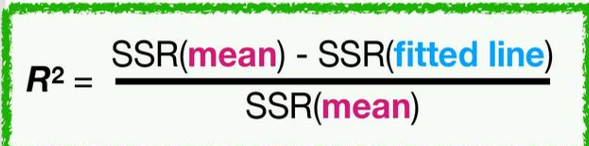 SSR(mean) - SSR(fitted line)
R² =
SSR(mean)